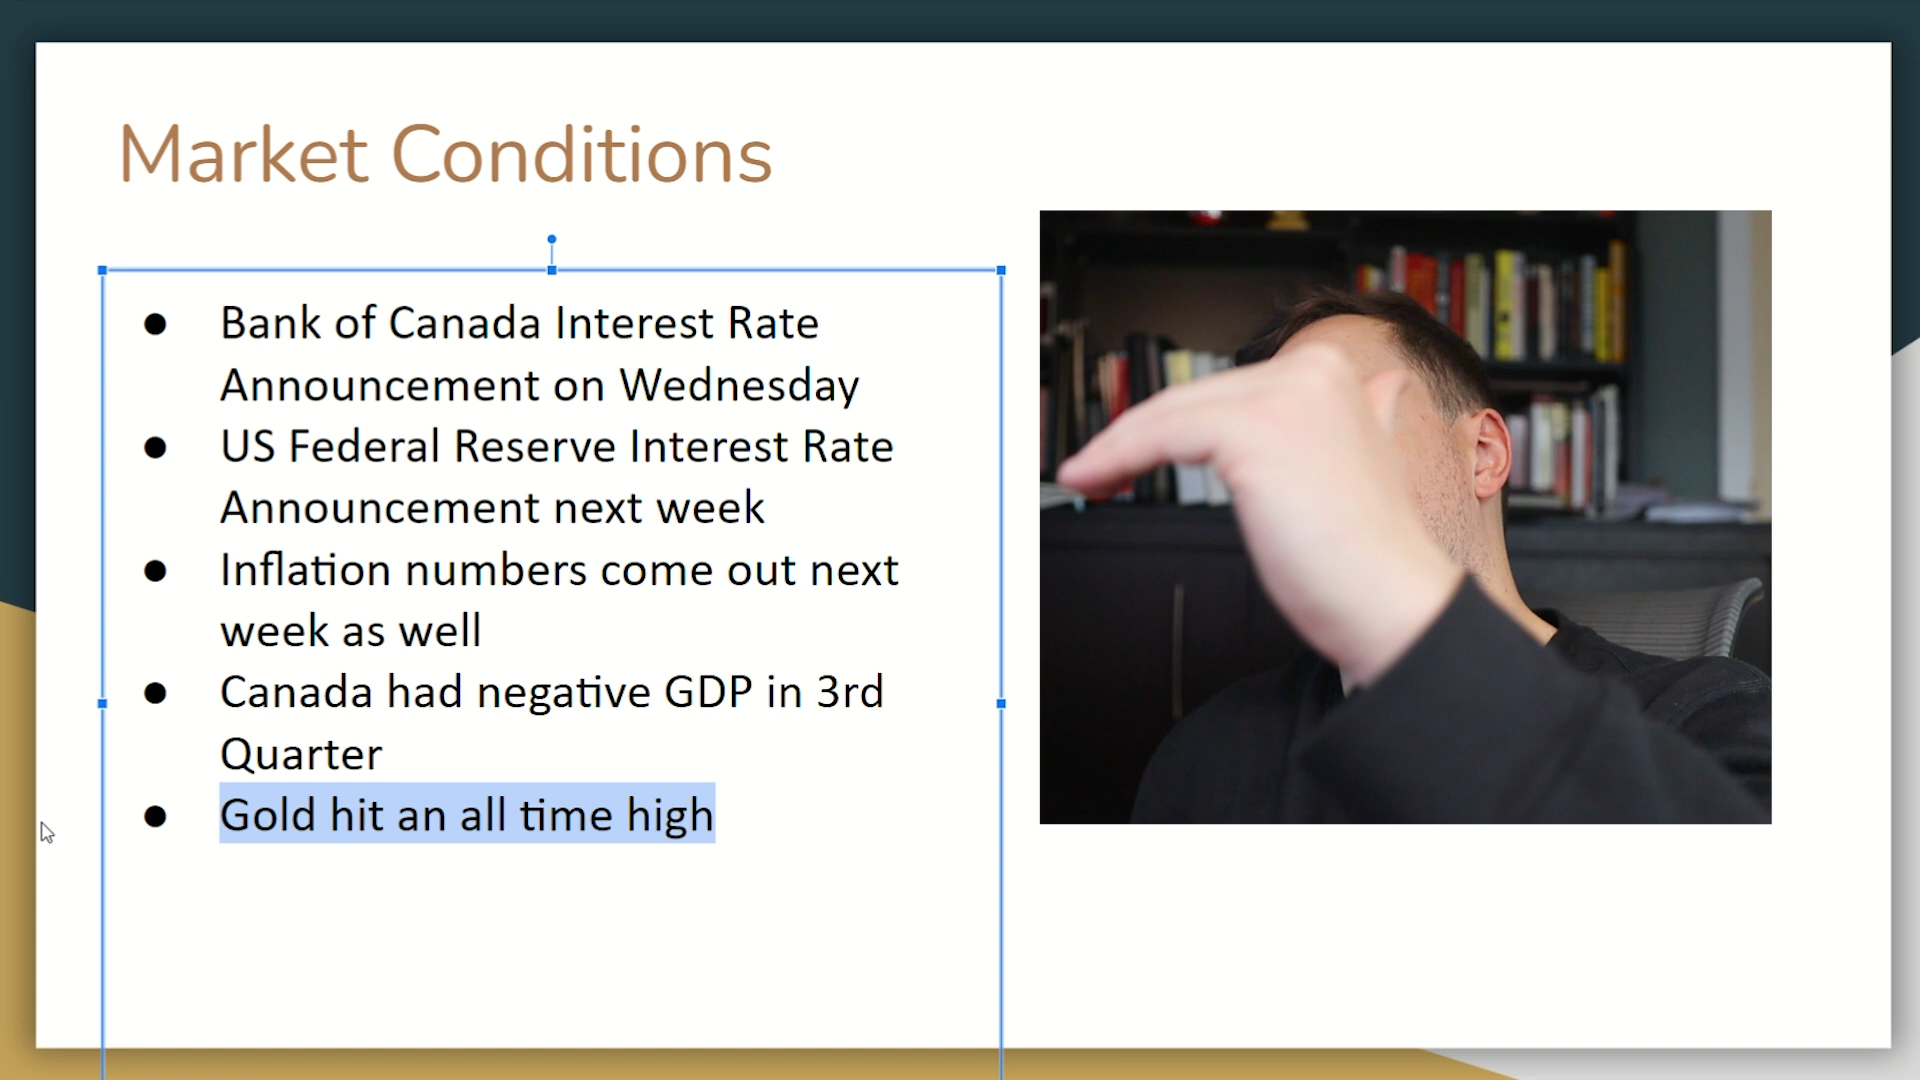 Market Conditions
Bank of Canada Interest Rate
Announcement on Wednesday
US Federal Reserve Interest Rate
Announcement next week
Inflation numbers come out next
week as well
Canada had negative GDP in 3rd
Quarter
Gold hit an all time high